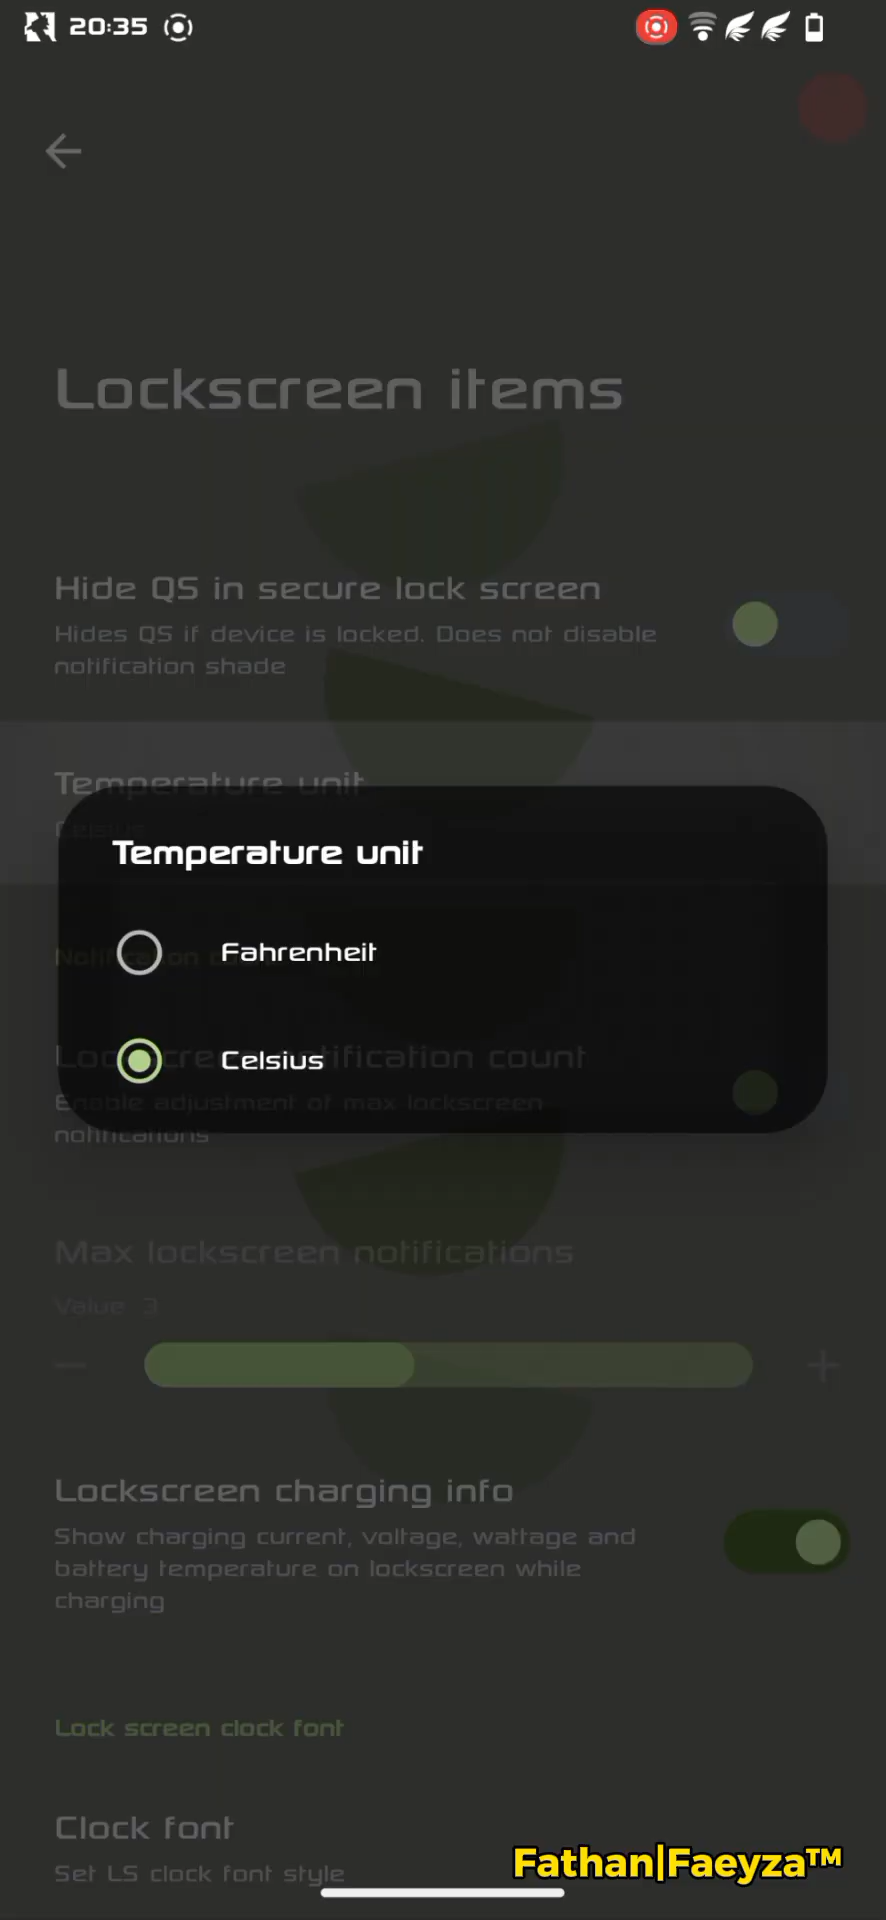 20:35
Lockscreen items
Hide QS in secure lock screen
Hides QS if device is locked. Does not disable
notification shade
Temperature unit
Celsius
Temperature unit
Fahrenheit
Celsius
Lockscreen notification count
Enable adjustment of max lockscreen
notifications
Max lockscreen notifications
Value 3
Lockscreen charging info
Show charging current, voltage, wattage and
battery temperature on lockscreen while
charging
Lock screen clock font
Clock font
Set LS clock font style
Fathan|Faeyza™